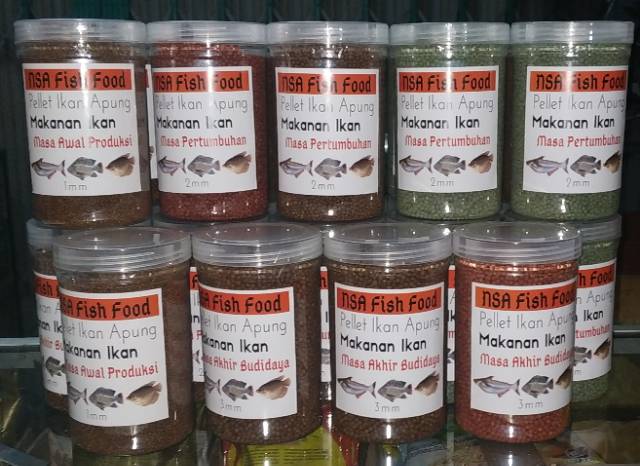 NSA Fish Food
Pellet Ikan Apung
Makanan Ikan
Masa Awal Produksi
1mm
NSA Fish Food
Pellet Ikan Apung
Makanan Ikan
Masa Pertumbuhan
2mm
NSA Fish Food
Pellet Ikan Apung
Makanan Ikan
Masa Pertumbuhan
2mm
NSA Fish Food
Pellet Ikan Apung
Makanan Ikan
Masa Pertumbuhan
2mm
NSA Fish Food
Pellet Ikan Apung
Makanan Ikan
Masa Pertumbuhan
2mm
NSA Fish Food
Pellet Ikan Apung
Makanan Ikan
Masa Awal Produksi
1mm
NSA Fish Food
Pellet Ikan Apung
Makanan Ikan
Masa Akhir Budidaya
3mm
NSA Fish Food
Pellet Ikan Apung
Makanan Ikan
Masa Akhir Budidaya
3mm
NSA Fish Food
Pellet Ikan Apung
Makanan Ikan
Masa Akhir Budidaya
3mm